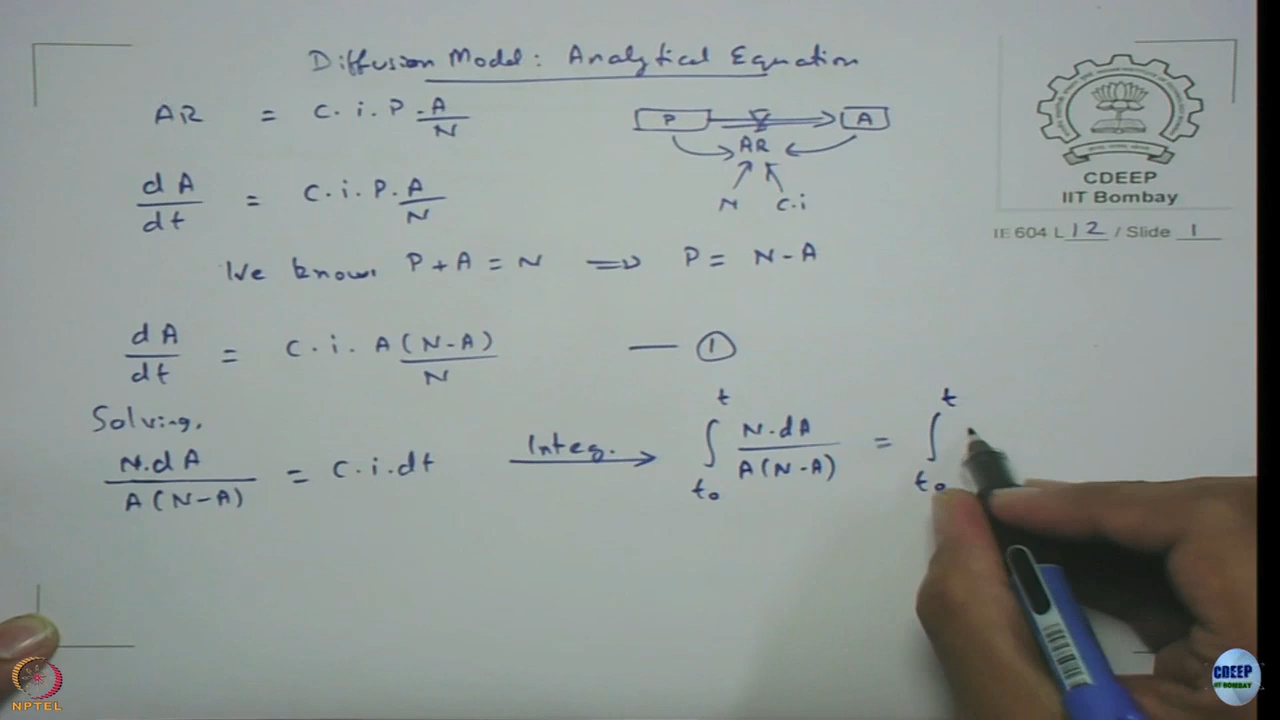 Diffusion Model: Analytical Equation
AR = C.i.P.A/N
P A
AR
N C.i
dA/dt = C.i.P.A/N
We know, P+A = N ⟹ P = N-A
dA/dt = C.i.A(N-A)/N — ①
Solving,
N.dA/A(N-A) = C.i.dt Integ. → ∫ t t₀ N.dA/A(N-A) = ∫ t t₀
CDEEP
IIT Bombay
IE 604 L 12 / Slide 1
NPTEL
CDEEP
IIT BOMBAY